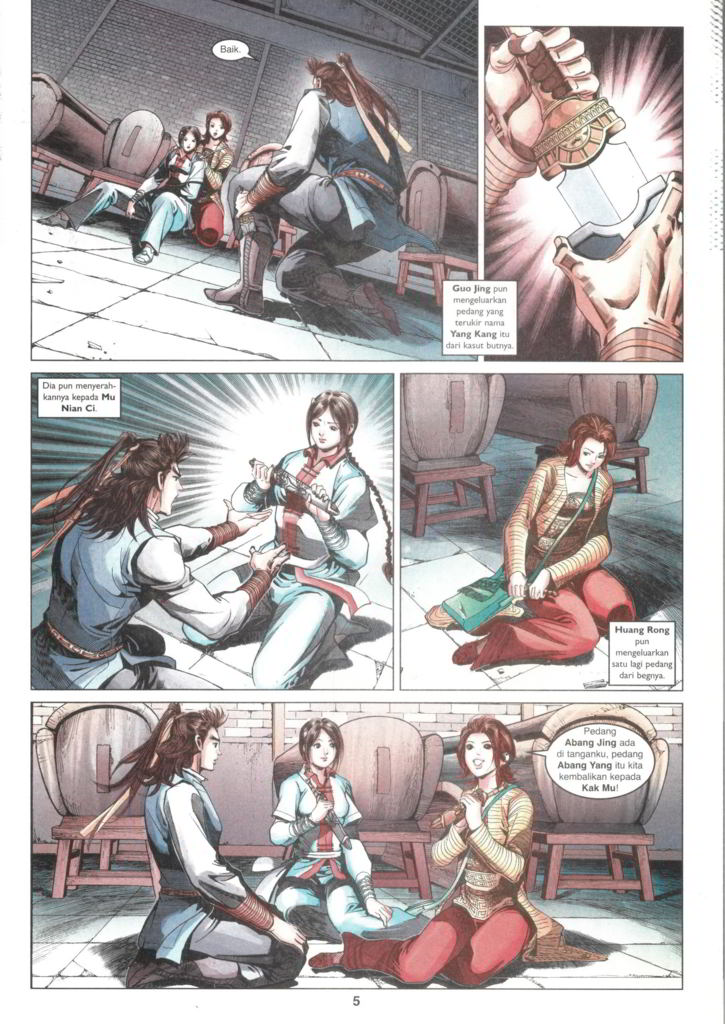 Baik.
Guo Jing pun
mengeluarkan
pedang yang
terukir nama
Yang Kang itu
dari kasut butnya.
Dia pun menyerah-
kannya kepada Mu
Nian Ci.
Huang Rong
pun
mengeluarkan
satu lagi pedang
dari begnya.
Pedang
Abang Jing ada
di tanganku, pedang
Abang Yang itu kita
kembalikan kepada
Kak Mu!
5